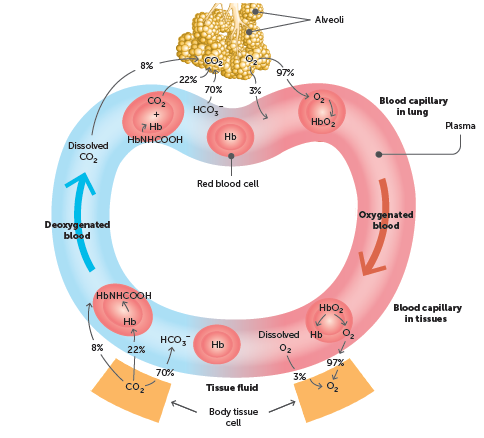 Alveoli
CO₂
O₂
8%
22%
70%
3%
97%
CO₂
+
Hb
HbNHCOOH
HCO₃⁻
Hb
O₂
HbO₂
Blood capillary
in lung
Plasma
Dissolved
CO₂
Red blood cell
Deoxygenated
blood
Oxygenated
blood
HbNHCOOH
Hb
HCO₃⁻
Hb
Dissolved
O₂
HbO₂
Hb
O₂
Blood capillary
in tissues
8%
22%
70%
97%
3%
CO₂
O₂
Tissue fluid
Body tissue
cell